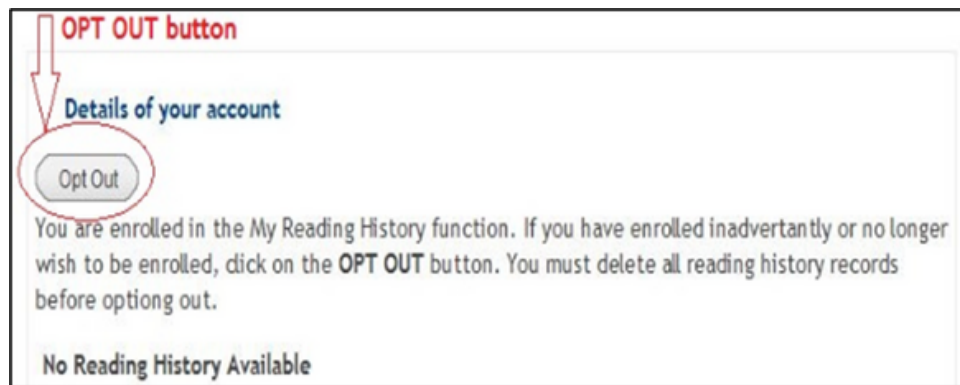 OPT OUT button
Details of your account
Opt Out
You are enrolled in the My Reading History function. If you have enrolled inadvertantly or no longer
wish to be enrolled, click on the OPT OUT button. You must delete all reading history records
before optiong out.
No Reading History Available